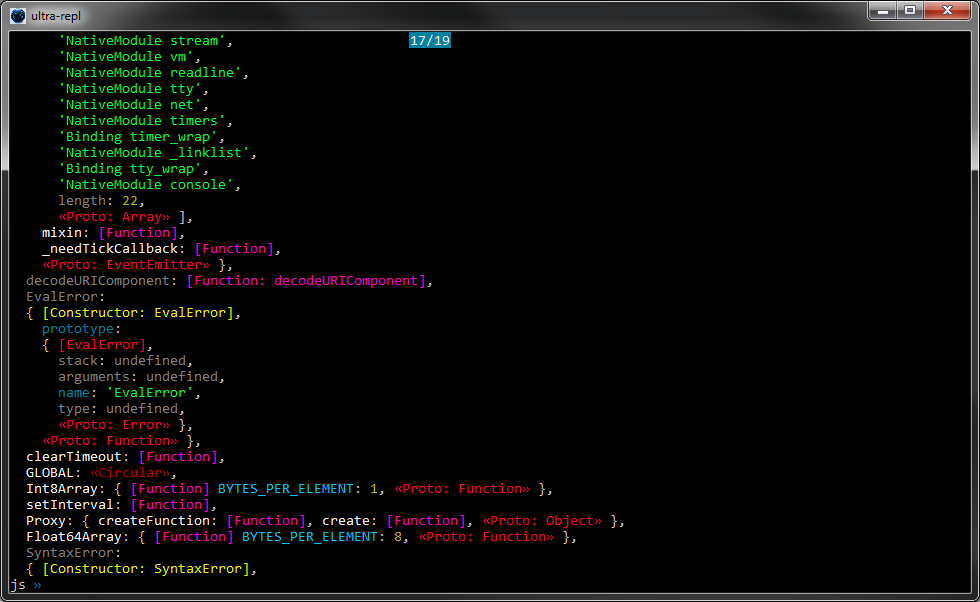 ultra-repl
'NativeModule stream', 17/19
'NativeModule vm',
'NativeModule readline',
'NativeModule tty',
'NativeModule net',
'NativeModule timers',
'Binding timer_wrap',
'NativeModule _linklist',
'Binding tty_wrap',
'NativeModule console',
length: 22,
«Proto: Array» ],
mixin: [Function],
_needTickCallback: [Function],
«Proto: EventEmitter» },
decodeURIComponent: [Function: decodeURIComponent],
EvalError:
{ [Constructor: EvalError],
prototype:
{ [EvalError],
stack: undefined,
arguments: undefined,
name: 'EvalError',
type: undefined,
«Proto: Error» },
«Proto: Function» },
clearTimeout: [Function],
GLOBAL: «Circular»,
Int8Array: { [Function] BYTES_PER_ELEMENT: 1, «Proto: Function» },
setInterval: [Function],
Proxy: { createFunction: [Function], create: [Function], «Proto: Object» },
Float64Array: { [Function] BYTES_PER_ELEMENT: 8, «Proto: Function» },
SyntaxError:
{ [Constructor: SyntaxError],
js »